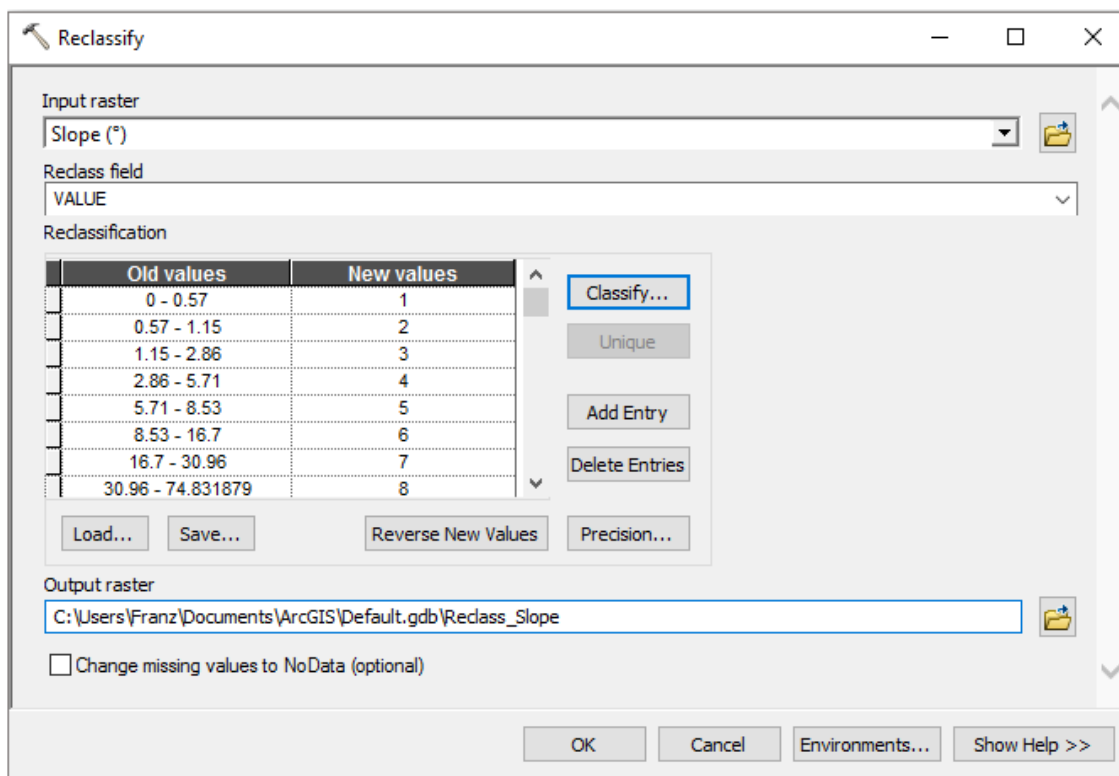 Reclassify
Input raster
Slope (°)
Reclass field
VALUE
Reclassification
Old values New values
0 - 0.57 1
0.57 - 1.15 2
1.15 - 2.86 3
2.86 - 5.71 4
5.71 - 8.53 5
8.53 - 16.7 6
16.7 - 30.96 7
30.96 - 74.831879 8
Classify...
Unique
Add Entry
Delete Entries
Load... Save... Reverse New Values Precision...
Output raster
C:\Users\Franz\Documents\ArcGIS\Default.gdb\Reclass_Slope
Change missing values to NoData (optional)
OK Cancel Environments... Show Help >>